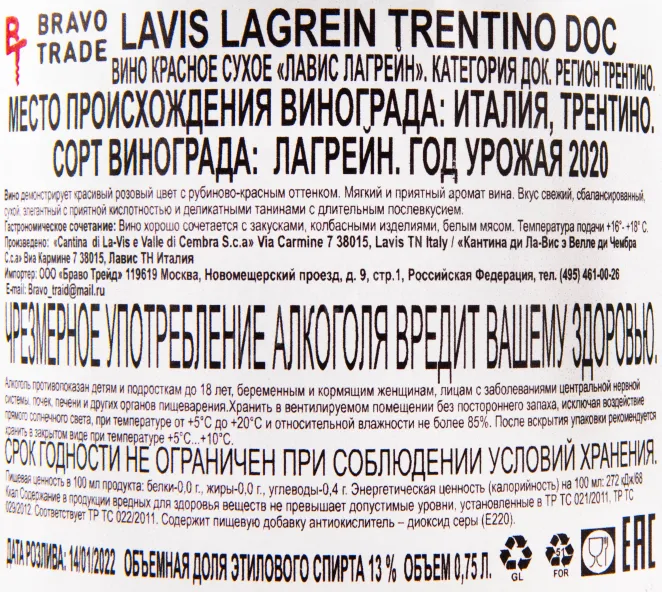 BRAVO
TRADE
LAVIS LAGREIN TRENTINO DOC
ВИНО КРАСНОЕ СУХОЕ «ЛАВИС ЛАГРЕЙН». КАТЕГОРИЯ ДОК. РЕГИОН ТРЕНТИНО.
МЕСТО ПРОИСХОЖДЕНИЯ ВИНОГРАДА: ИТАЛИЯ, ТРЕНТИНО.
СОРТ ВИНОГРАДА: ЛАГРЕЙН. ГОД УРОЖАЯ 2020
Вино демонстрирует красивый розовый цвет с рубиново-красным оттенком. Мягкий и приятный аромат вина. Вкус свежий, сбалансированный,
сухой, элегантный с приятной кислотностью и деликатными танинами с длительным послевкусием.
Гастрономическое сочетание: Вино хорошо сочетается с закусками, колбасными изделиями, белым мясом. Температура подачи +16°-+18° С.
Произведено: «Cantina di La-Vis e Valle di Cembra S.c.a» Via Carmine 7 38015, Lavis TN Italy / «Кантина ди Ла-Вис э Велле ди Чембра
С.с.а» Виа Кармине 7 38015, Лавис ТН Италия
Импортер: ООО «Браво Трейд» 119619 Москва, Новомещерский проезд, д. 9, стр.1, Российская Федерация, тел. (495) 461-00-26
E-mail: Bravo_traid@mail.ru
ЧРЕЗМЕРНОЕ УПОТРЕБЛЕНИЕ АЛКОГОЛЯ ВРЕДИТ ВАШЕМУ ЗДОРОВЬЮ.
Алкоголь противопоказан детям и подросткам до 18 лет, беременным и кормящим женщинам, лицам с заболеваниями центральной нервной
системы, почек, печени и других органов пищеварения.Хранить в вентилируемом помещении без постороннего запаха, исключая воздействие
прямого солнечного света, при температуре от +5°С до +20°С и относительной влажности не более 85%. После вскрытия упаковки рекомендуется
хранить в закрытом виде при температуре +5°С...+10°С.
СРОК ГОДНОСТИ НЕ ОГРАНИЧЕН ПРИ СОБЛЮДЕНИИ УСЛОВИЙ ХРАНЕНИЯ.
Пищевая ценность в 100 мл продукта: белки-0,0 г., жиры-0.0 г., углеводы-0,4 г. Энергетическая ценность (калорийность) на 100 мл: 272 кДж/68
Ккал Содержание в продукции вредных для здоровья веществ не превышает допустимые уровни, установленные в ТР ТС 021/2011, ТР ТС
029/2012. Соответствует ТР ТС 022/2011. Содержит пищевую добавку антиокислитель – диоксид серы (Е220).
ДАТА РОЗЛИВА: 14/01/2022 ОБЪЕМНАЯ ДОЛЯ ЭТИЛОВОГО СПИРТА 13 % ОБЪЕМ 0,75 Л.
GL
51
FOR
ЕАС